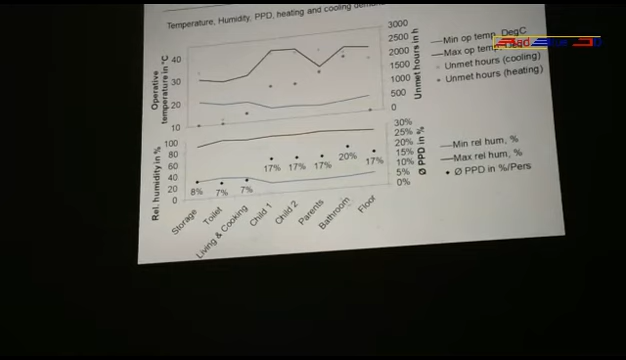 Temperature, Humidity, PPD, heating and cooling
Operative temperature in °C
40
30
20
10
3000
2500
2000
1500
1000
500
0
Unmet hours in h
Min op temp, DegC
Max op temp,
Unmet hours (cooling)
Unmet hours (heating)
Rel. humidity in %
100
80
60
40
20
0
30%
25%
20%
15%
10%
5%
0%
Ø PPD in %
8%
7%
7%
17%
17%
17%
20%
17%
Min rel hum, %
Max rel hum, %
Ø PPD in %/Pers
Storage
Toilet
Living & Cooking
Child 1
Child 2
Parents
Bathroom
Floor